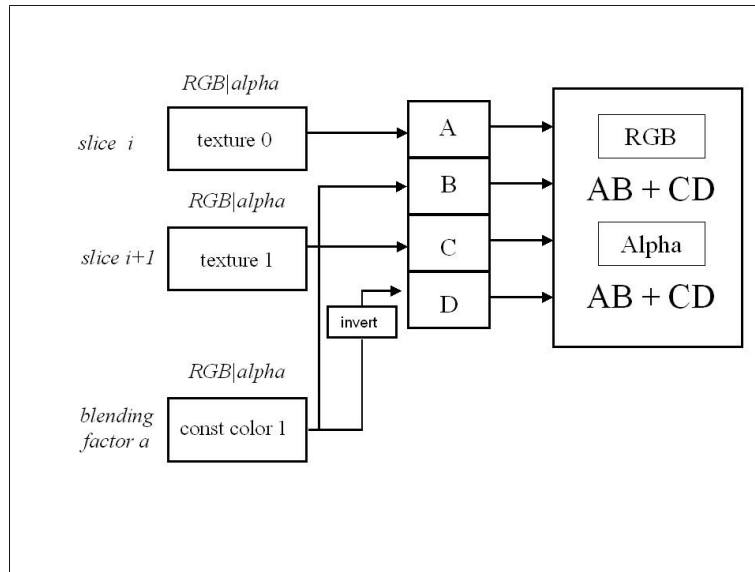 RGB|alpha
slice i
texture 0
RGB|alpha
slice i+1
texture 1
invert
RGB|alpha
blending
factor a
const color 1
A
B
C
D
RGB
AB + CD
Alpha
AB + CD